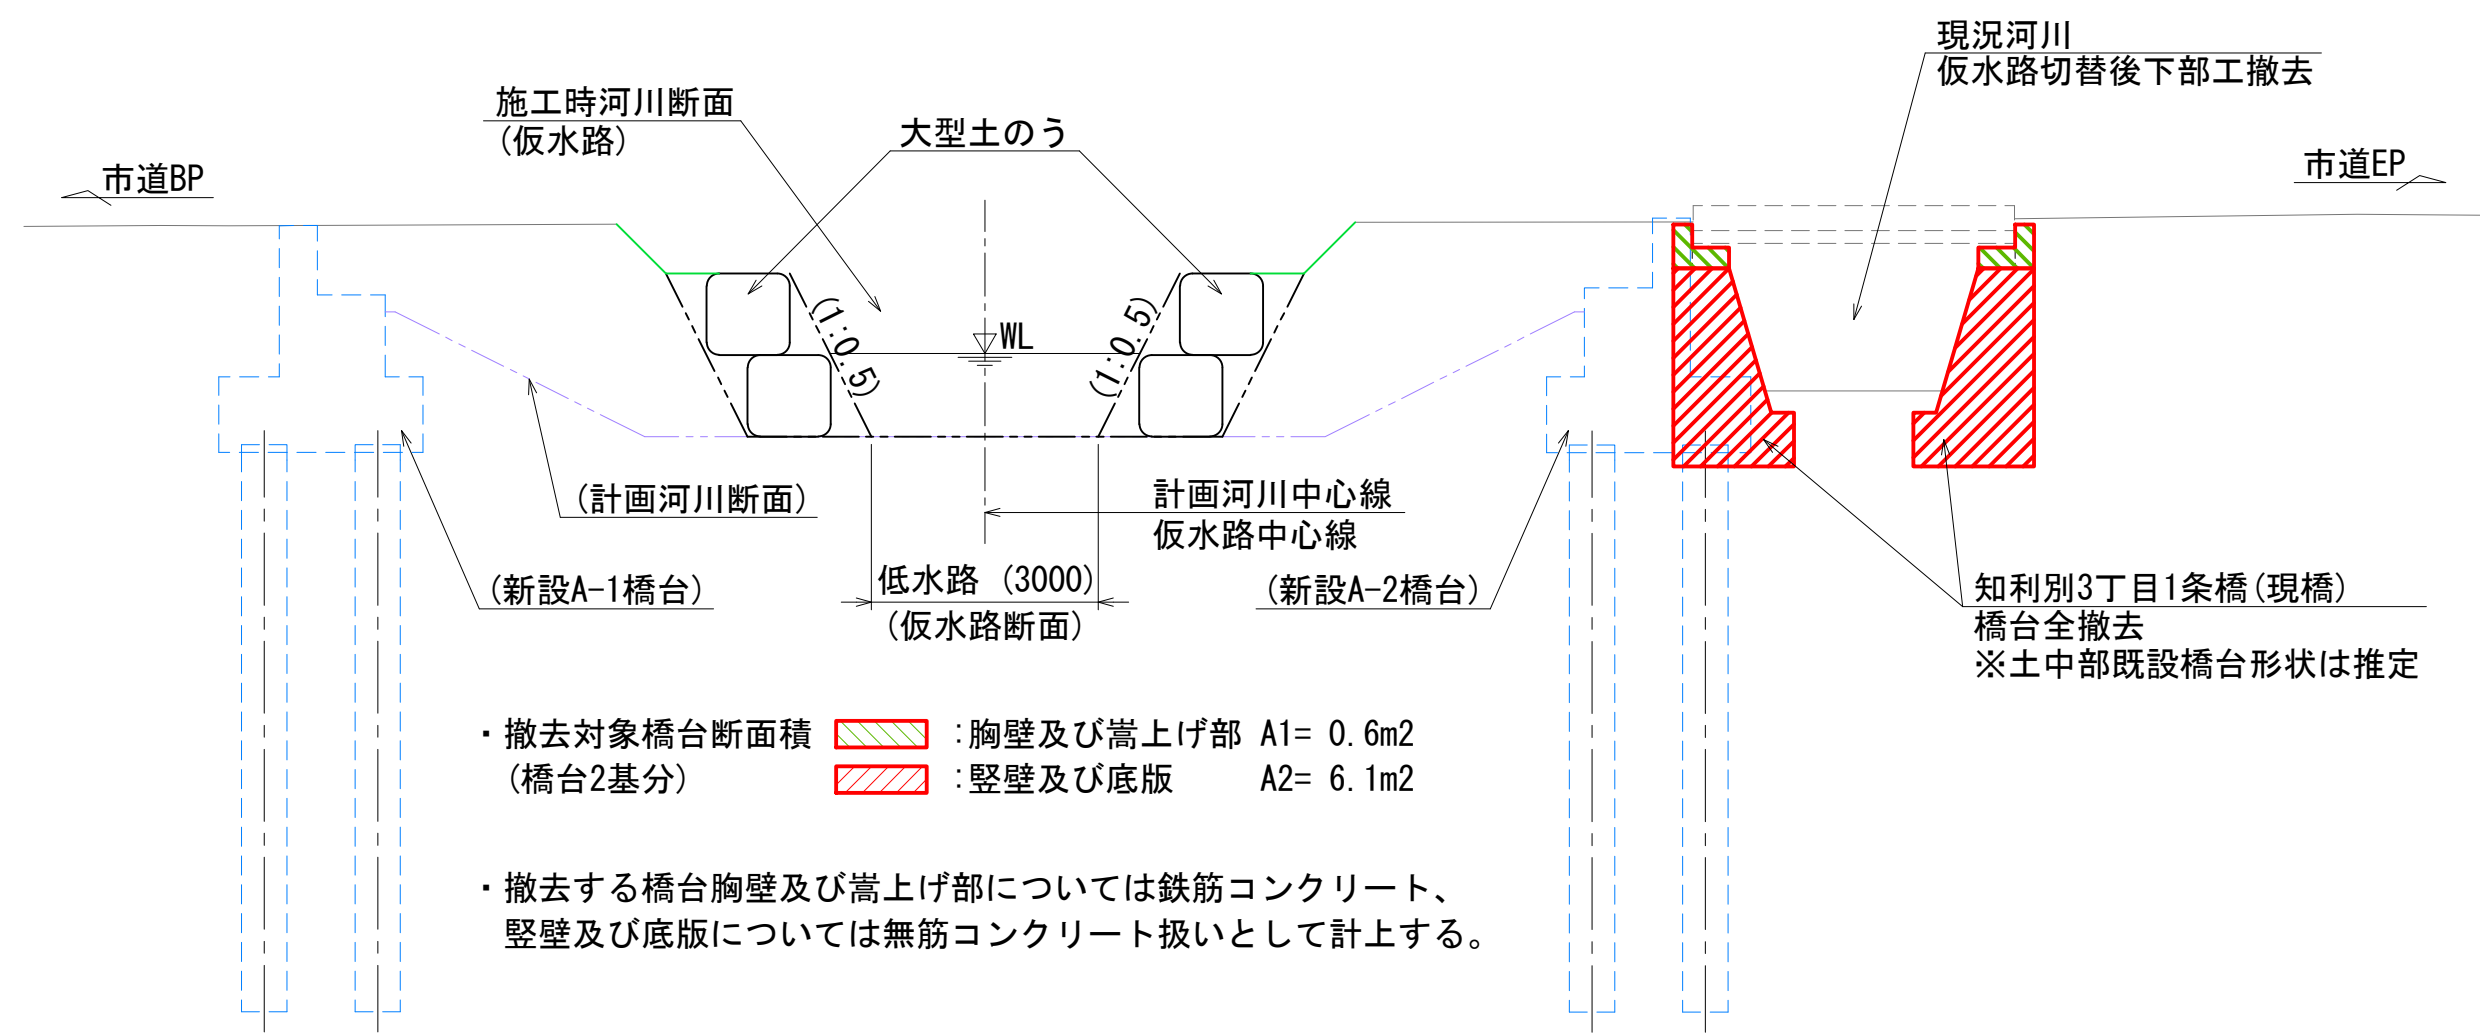 現況河川
仮水路切替後下部工撤去
施工時河川断面
(仮水路)
大型土のう
市道BP
市道EP
WL
(1:0.5)
(1:0.5)
(計画河川断面)
計画河川中心線
仮水路中心線
(新設A-1橋台)
低水路 (3000)
(仮水路断面)
(新設A-2橋台)
知利別3丁目1条橋(現橋)
橋台全撤去
※土中部既設橋台形状は推定
・撤去対象橋台断面積 :胸壁及び嵩上げ部 A1= 0.6m2
(橋台2基分) :竪壁及び底版 A2= 6.1m2
・撤去する橋台胸壁及び嵩上げ部については鉄筋コンクリート、
竪壁及び底版については無筋コンクリート扱いとして計上する。